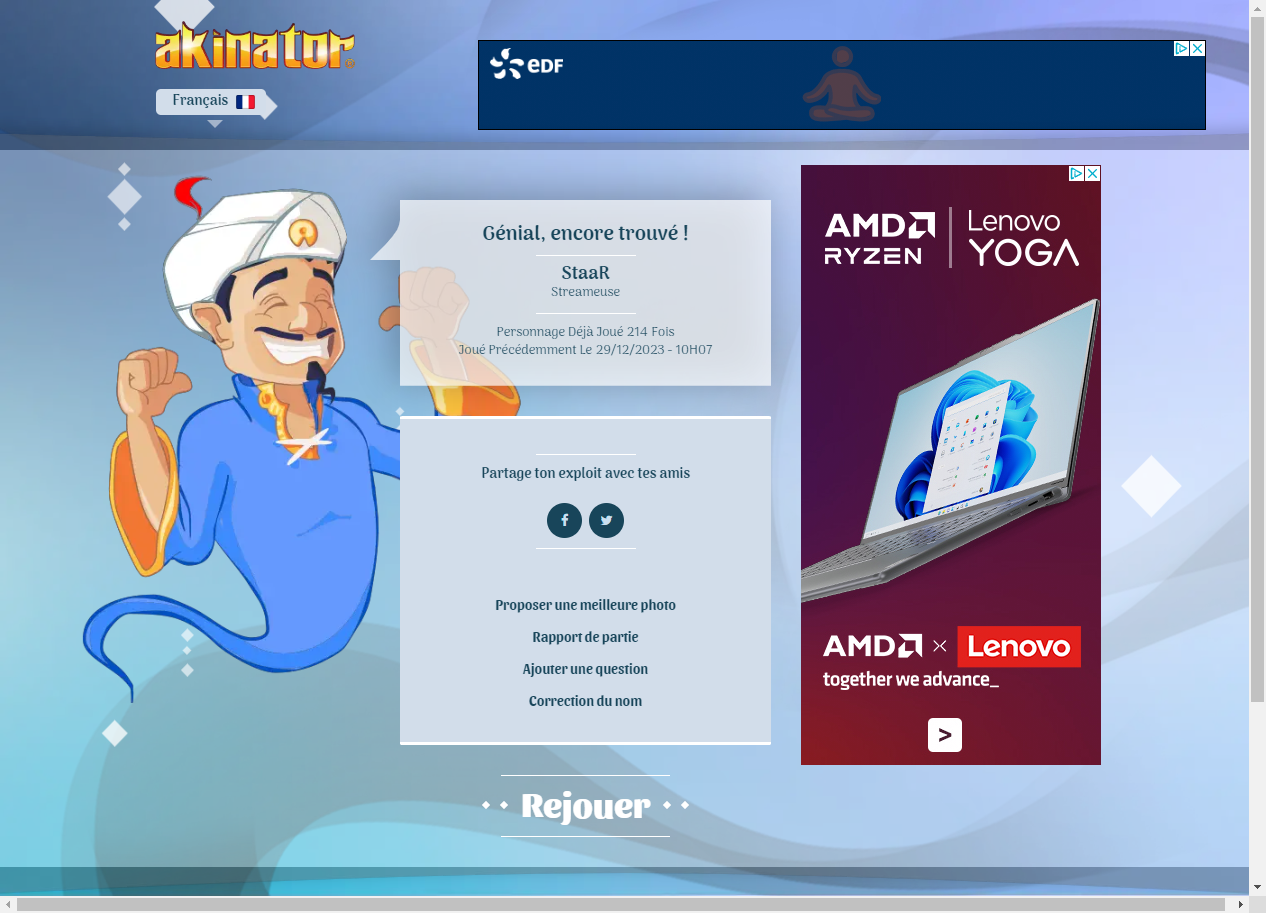 akinator
Français
eDF
Génial, encore trouvé !
StaaR
Streameuse
Personnage Déjà Joué 214 Fois
Joué Précédemment Le 29/12/2023 - 10H07
Partage ton exploit avec tes amis
Proposer une meilleure photo
Rapport de partie
Ajouter une question
Correction du nom
Rejouer
AMD Lenovo
RYZEN YOGA
AMD × Lenovo
together we advance_
>